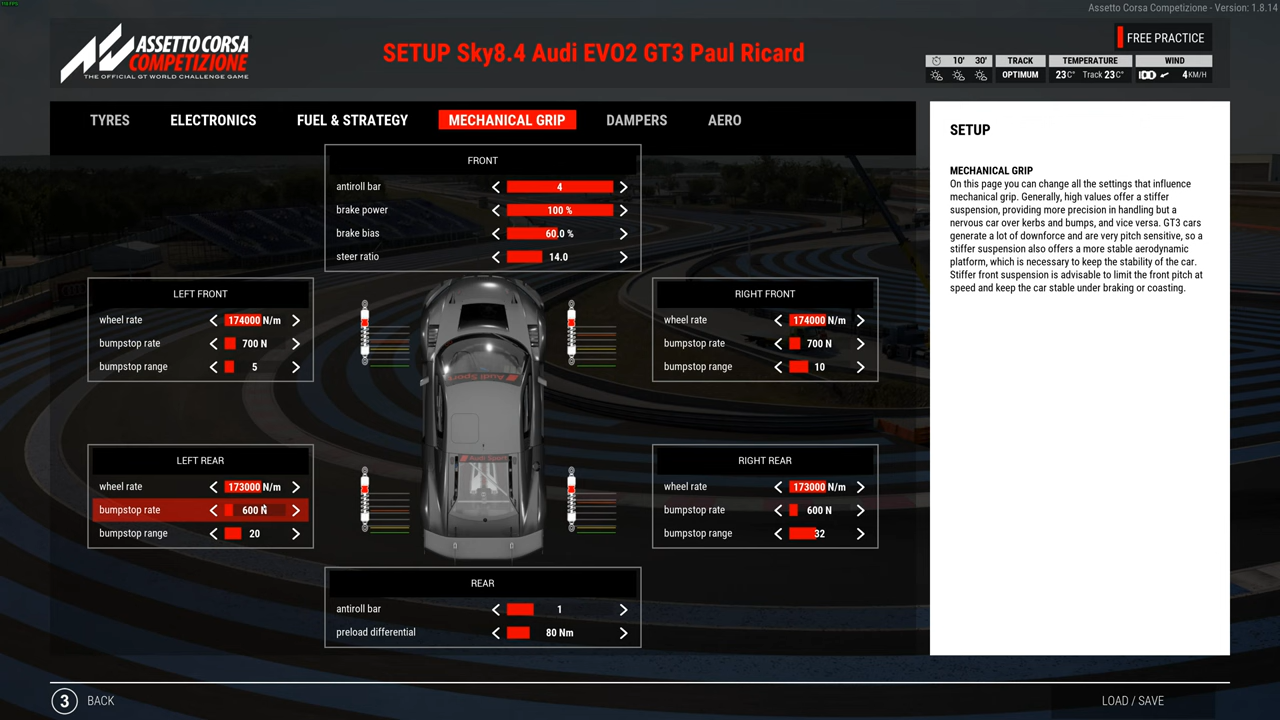 Assetto Corsa Competizione - Version: 1.8.14
ASSETTO CORSA
COMPETIZIONE
THE OFFICIAL GT WORLD CHALLENGE GAME
SETUP Sky8.4 Audi EVO2 GT3 Paul Ricard
FREE PRACTICE
10' 30' TRACK TEMPERATURE WIND
OPTIMUM 23C° Track 23C° 4KM/H
TYRES ELECTRONICS FUEL & STRATEGY MECHANICAL GRIP DAMPERS AERO
FRONT
antiroll bar 4
brake power 100 %
brake bias 60.0 %
steer ratio 14.0
LEFT FRONT
wheel rate 174000 N/m
bumpstop rate 700 N
bumpstop range 5
RIGHT FRONT
wheel rate 174000 N/m
bumpstop rate 700 N
bumpstop range 10
LEFT REAR
wheel rate 173000 N/m
bumpstop rate 600 N
bumpstop range 20
RIGHT REAR
wheel rate 173000 N/m
bumpstop rate 600 N
bumpstop range 32
REAR
antiroll bar 1
preload differential 80 Nm
Audi Sport
Audi Sport
SETUP
MECHANICAL GRIP
On this page you can change all the settings that influence
mechanical grip. Generally, high values offer a stiffer
suspension, providing more precision in handling but a
nervous car over kerbs and bumps, and vice versa. GT3 cars
generate a lot of downforce and are very pitch sensitive, so a
stiffer suspension also offers a more stable aerodynamic
platform, which is necessary to keep the stability of the car.
Stiffer front suspension is advisable to limit the front pitch at
speed and keep the car stable under braking or coasting.
3 BACK
LOAD / SAVE